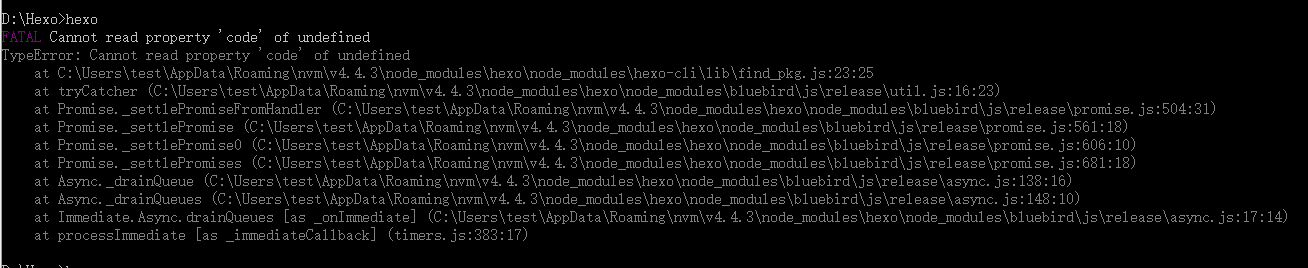 D:\Hexo>hexo
FATAL Cannot read property 'code' of undefined
TypeError: Cannot read property 'code' of undefined
    at C:\Users\test\AppData\Roaming\nvm\v4.4.3\node_modules\hexo\node_modules\hexo-cli\lib\find_pkg.js:23:25
    at tryCatcher (C:\Users\test\AppData\Roaming\nvm\v4.4.3\node_modules\hexo\node_modules\bluebird\js\release\util.js:16:23)
    at Promise._settlePromiseFromHandler (C:\Users\test\AppData\Roaming\nvm\v4.4.3\node_modules\hexo\node_modules\bluebird\js\release\promise.js:504:31)
    at Promise._settlePromise (C:\Users\test\AppData\Roaming\nvm\v4.4.3\node_modules\hexo\node_modules\bluebird\js\release\promise.js:561:18)
    at Promise._settlePromise0 (C:\Users\test\AppData\Roaming\nvm\v4.4.3\node_modules\hexo\node_modules\bluebird\js\release\promise.js:606:10)
    at Promise._settlePromises (C:\Users\test\AppData\Roaming\nvm\v4.4.3\node_modules\hexo\node_modules\bluebird\js\release\promise.js:681:18)
    at Async._drainQueue (C:\Users\test\AppData\Roaming\nvm\v4.4.3\node_modules\hexo\node_modules\bluebird\js\release\async.js:138:16)
    at Async._drainQueues (C:\Users\test\AppData\Roaming\nvm\v4.4.3\node_modules\hexo\node_modules\bluebird\js\release\async.js:148:10)
    at Immediate.Async.drainQueues [as _onImmediate] (C:\Users\test\AppData\Roaming\nvm\v4.4.3\node_modules\hexo\node_modules\bluebird\js\release\async.js:17:14)
    at processImmediate [as _immediateCallback] (timers.js:383:17)